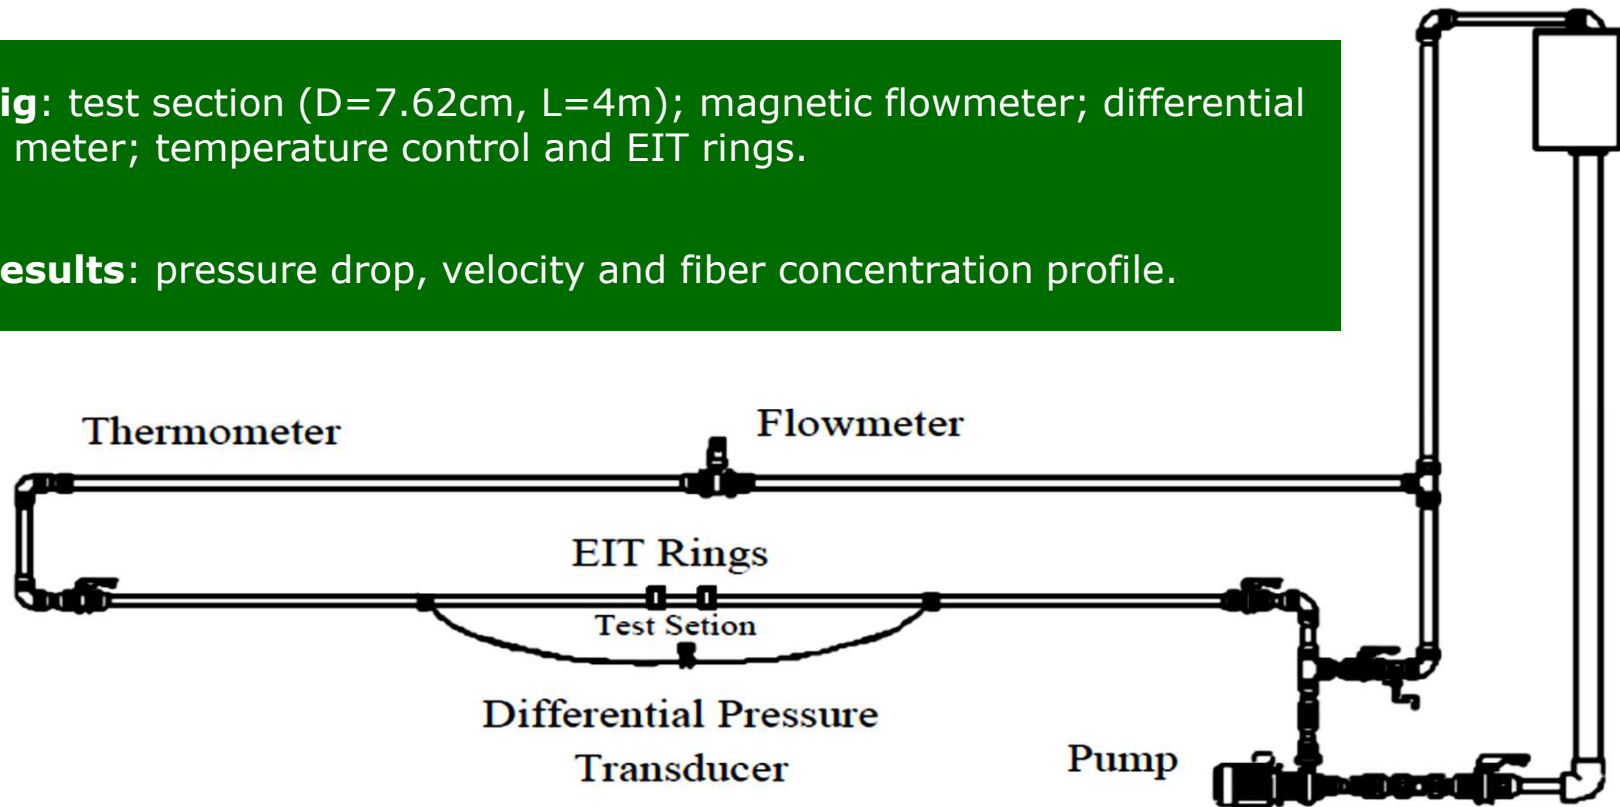 ig: test section (D=7.62cm, L=4m); magnetic flowmeter; differential
meter; temperature control and EIT rings.
esults: pressure drop, velocity and fiber concentration profile.
Thermometer
Flowmeter
EIT Rings
Test Setion
Differential Pressure
Transducer
Pump